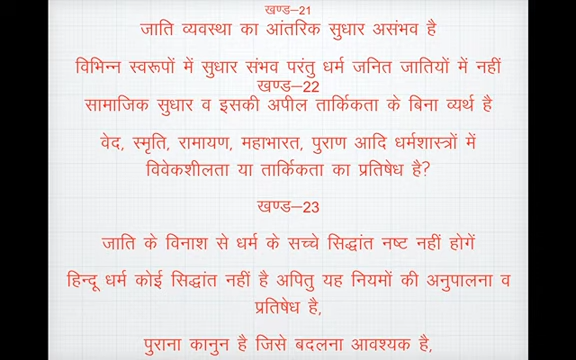 खण्ड–21
जाति व्यवस्था का आंतरिक सुधार असंभव है
विभिन्न स्वरूपों में सुधार संभव परंतु धर्म जनित जातियों में नहीं
खण्ड–22
सामाजिक सुधार व इसकी अपील तार्किकता के बिना व्यर्थ है
वेद, स्मृति, रामायण, महाभारत, पुराण आदि धर्मशास्त्रों में
विवेकशीलता या तार्किकता का प्रतिषेध है?
खण्ड–23
जाति के विनाश से धर्म के सच्चे सिद्धांत नष्ट नहीं होगें
हिन्दू धर्म कोई सिद्धांत नहीं है अपितु यह नियमों की अनुपालना व
प्रतिषेध है,
पुराना कानुन है जिसे बदलना आवश्यक है,